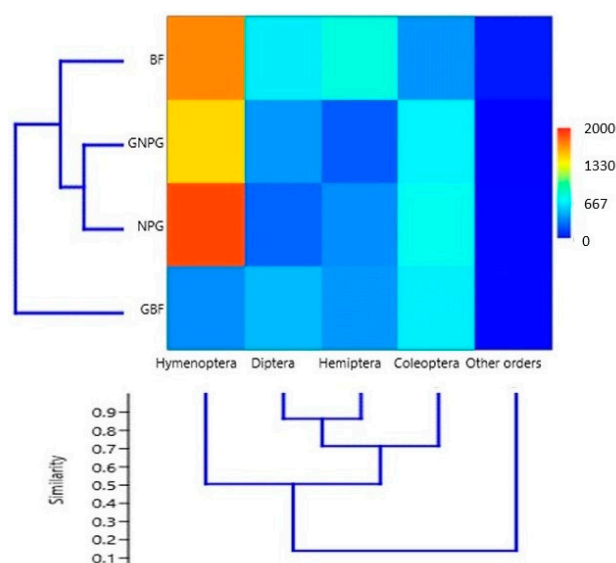 BF
GNPG
NPG
GBF
2000
1330
667
0
Hymenoptera Diptera Hemiptera Coleoptera Other orders
Similarity
0.9
0.8
0.7
0.6
0.5
0.4
0.3
0.2
0.1